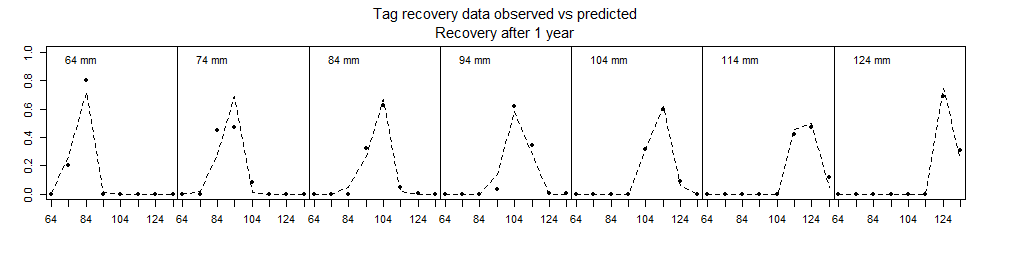 Tag recovery data observed vs predicted
Recovery after 1 year
64 mm 74 mm 84 mm 94 mm 104 mm 114 mm 124 mm
1.0
0.8
0.6
0.4
0.2
0.0
64 84 104 124 64 84 104 124 64 84 104 124 64 84 104 124 64 84 104 124 64 84 104 124 64 84 104 124